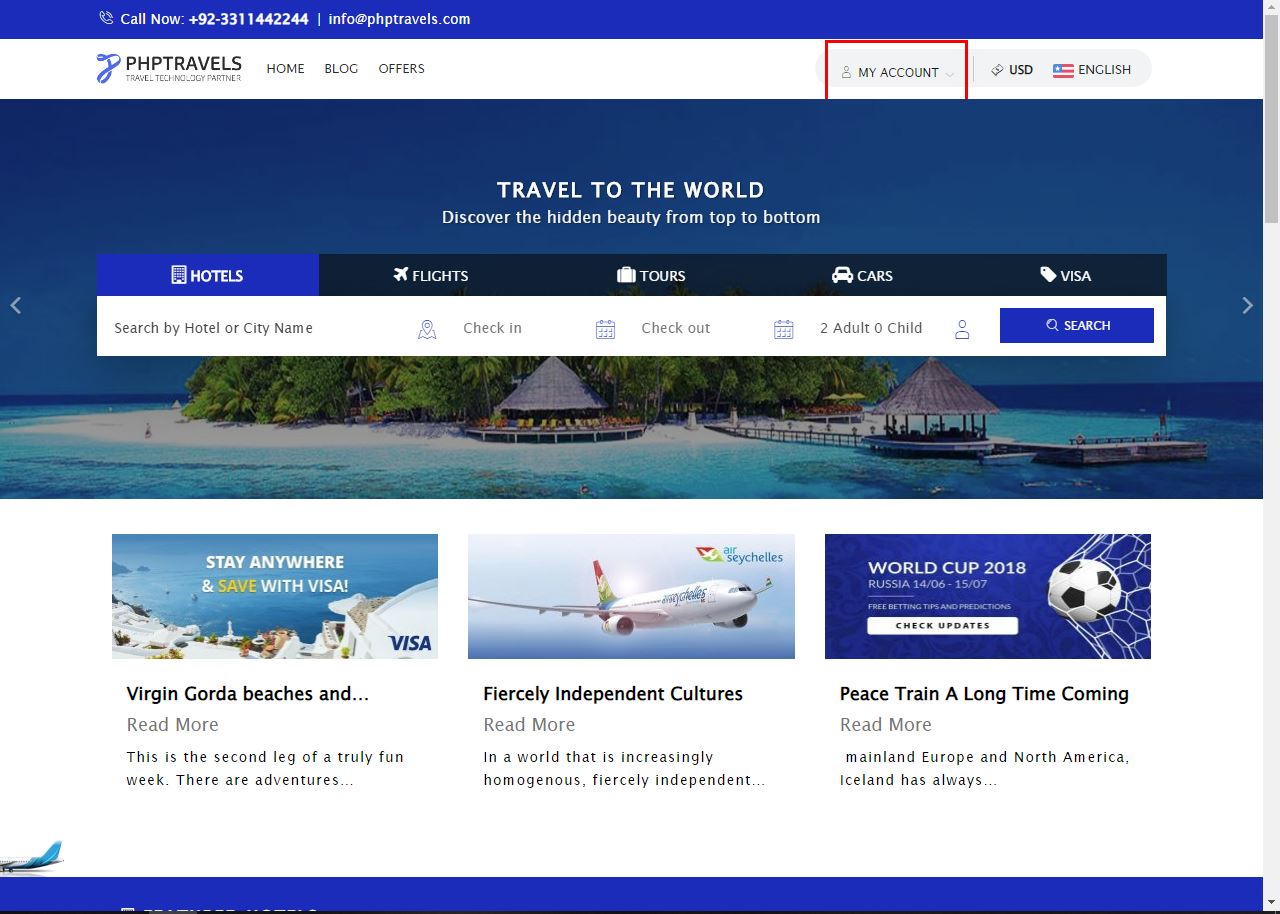 Call Now: +92-3311442244 | info@phptravels.com
PHPTRAVELS
TRAVEL TECHNOLOGY PARTNER
HOME BLOG OFFERS
MY ACCOUNT
USD ENGLISH
TRAVEL TO THE WORLD
Discover the hidden beauty from top to bottom
HOTELS FLIGHTS TOURS CARS VISA
Search by Hotel or City Name Check in Check out 2 Adult 0 Child SEARCH
STAY ANYWHERE
& SAVE WITH VISA!
VISA
air
seychelles
airseychelles
WORLD CUP 2018
RUSSIA 14/06 - 15/07
FREE BETTING TIPS AND PREDICTIONS
CHECK UPDATES
Virgin Gorda beaches and...
Read More
This is the second leg of a truly fun
week. There are adventures...
Fiercely Independent Cultures
Read More
In a world that is increasingly
homogenous, fiercely independent...
Peace Train A Long Time Coming
Read More
mainland Europe and North America,
Iceland has always...
FEATURED HOTELS